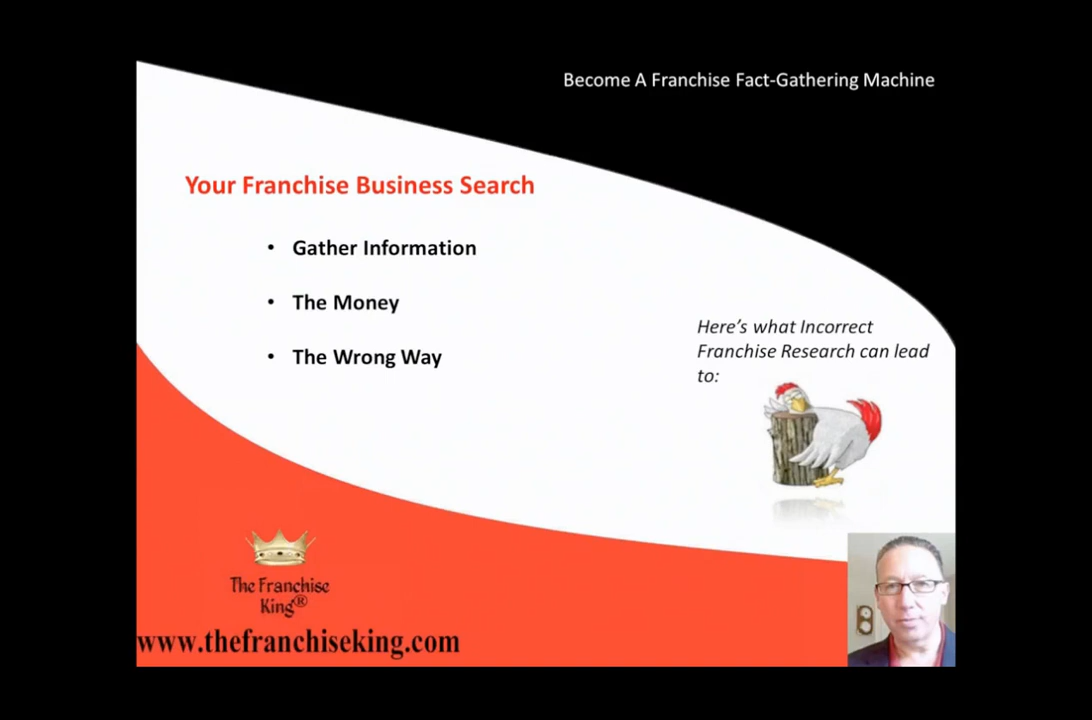 Become A Franchise Fact-Gathering Machine
Your Franchise Business Search
• Gather Information
• The Money
• The Wrong Way
Here's what Incorrect
Franchise Research can lead
to:
The Franchise
King®
www.thefranchiseking.com